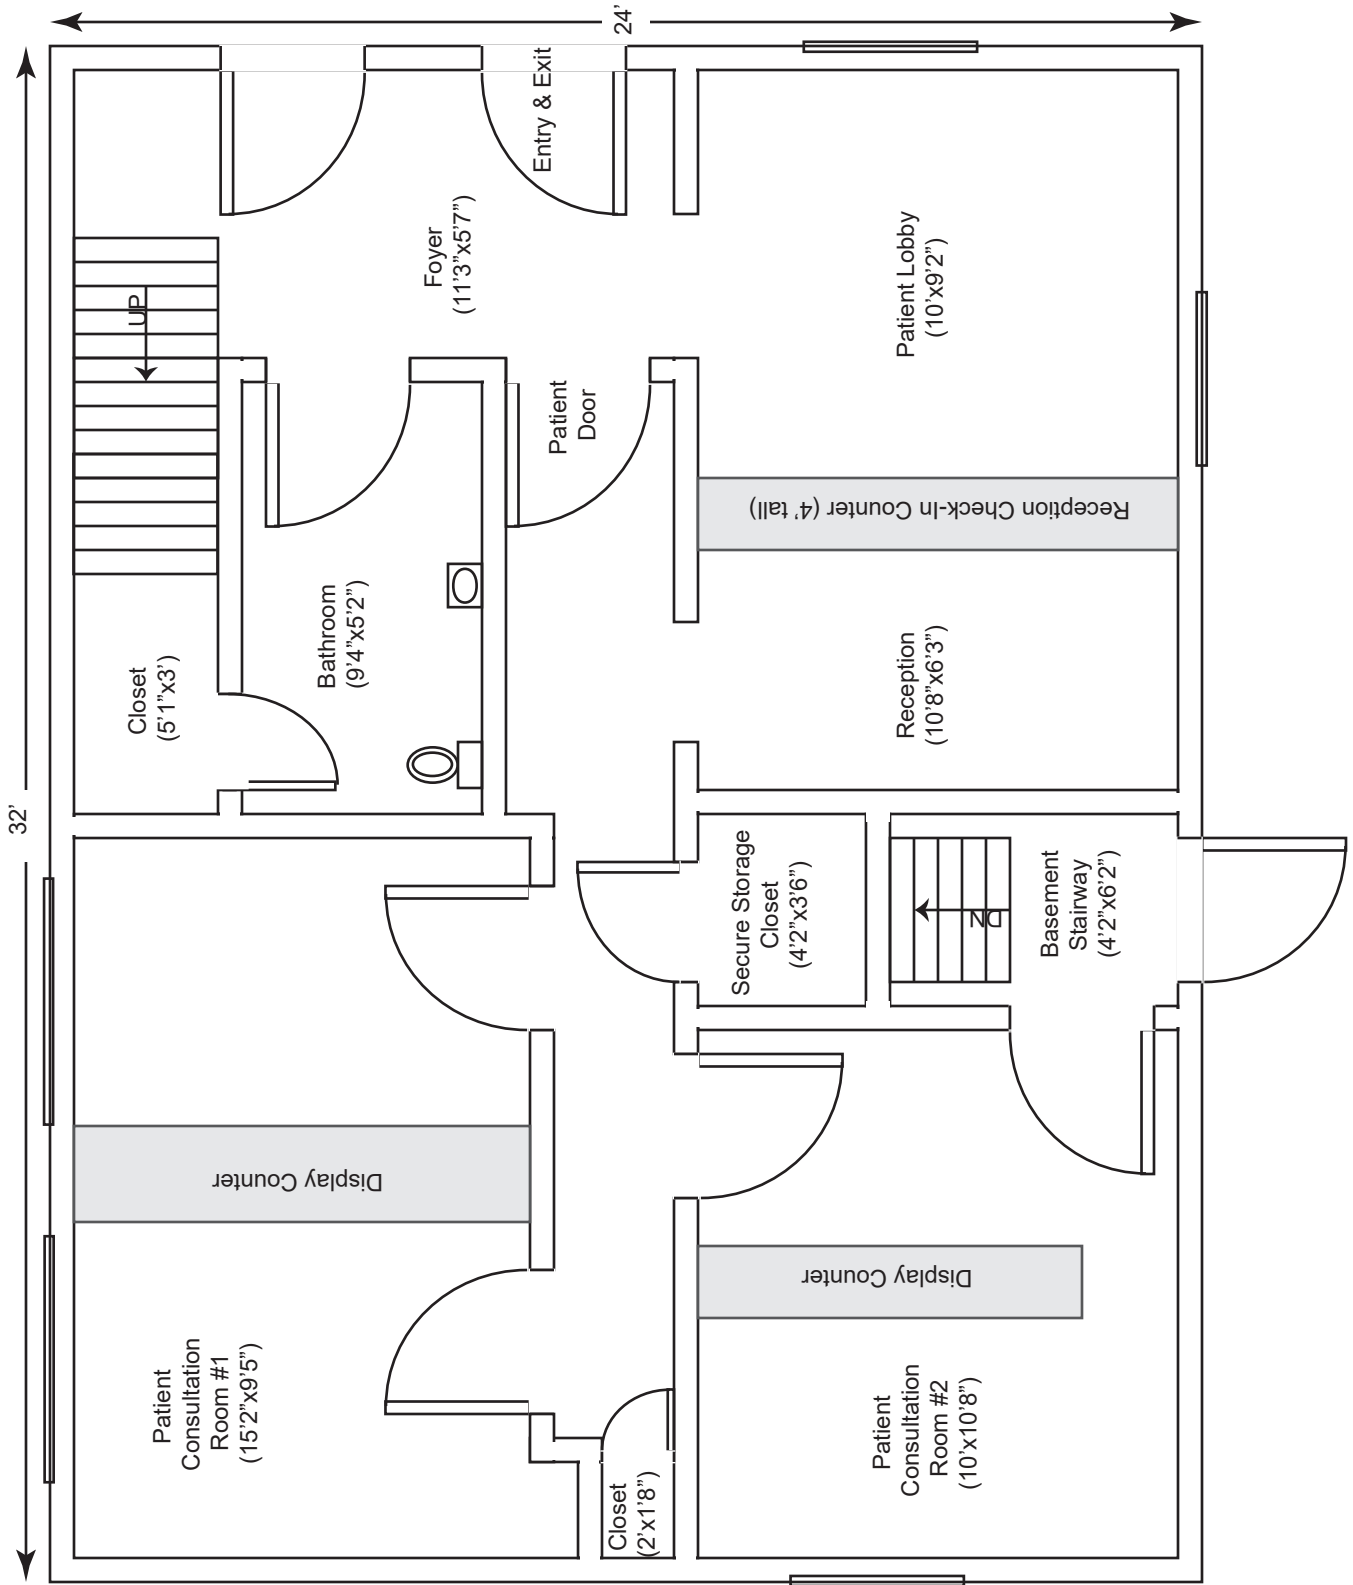 24'
32'
Entry & Exit
Foyer
(11'3"x5'7")
UP
Patient Lobby
(10'x9'2")
Patient
Door
Reception Check-In Counter (4' tall)
Closet
(5'1"x3')
Bathroom
(9'4"x5'2")
Reception
(10'8"x6'3")
Secure Storage
Closet
(4'2"x3'6")
DN
Basement
Stairway
(4'2"x6'2")
Display Counter
Display Counter
Patient
Consultation
Room #1
(15'2"x9'5")
Closet
(2'x1'8")
Patient
Consultation
Room #2
(10'x10'8")